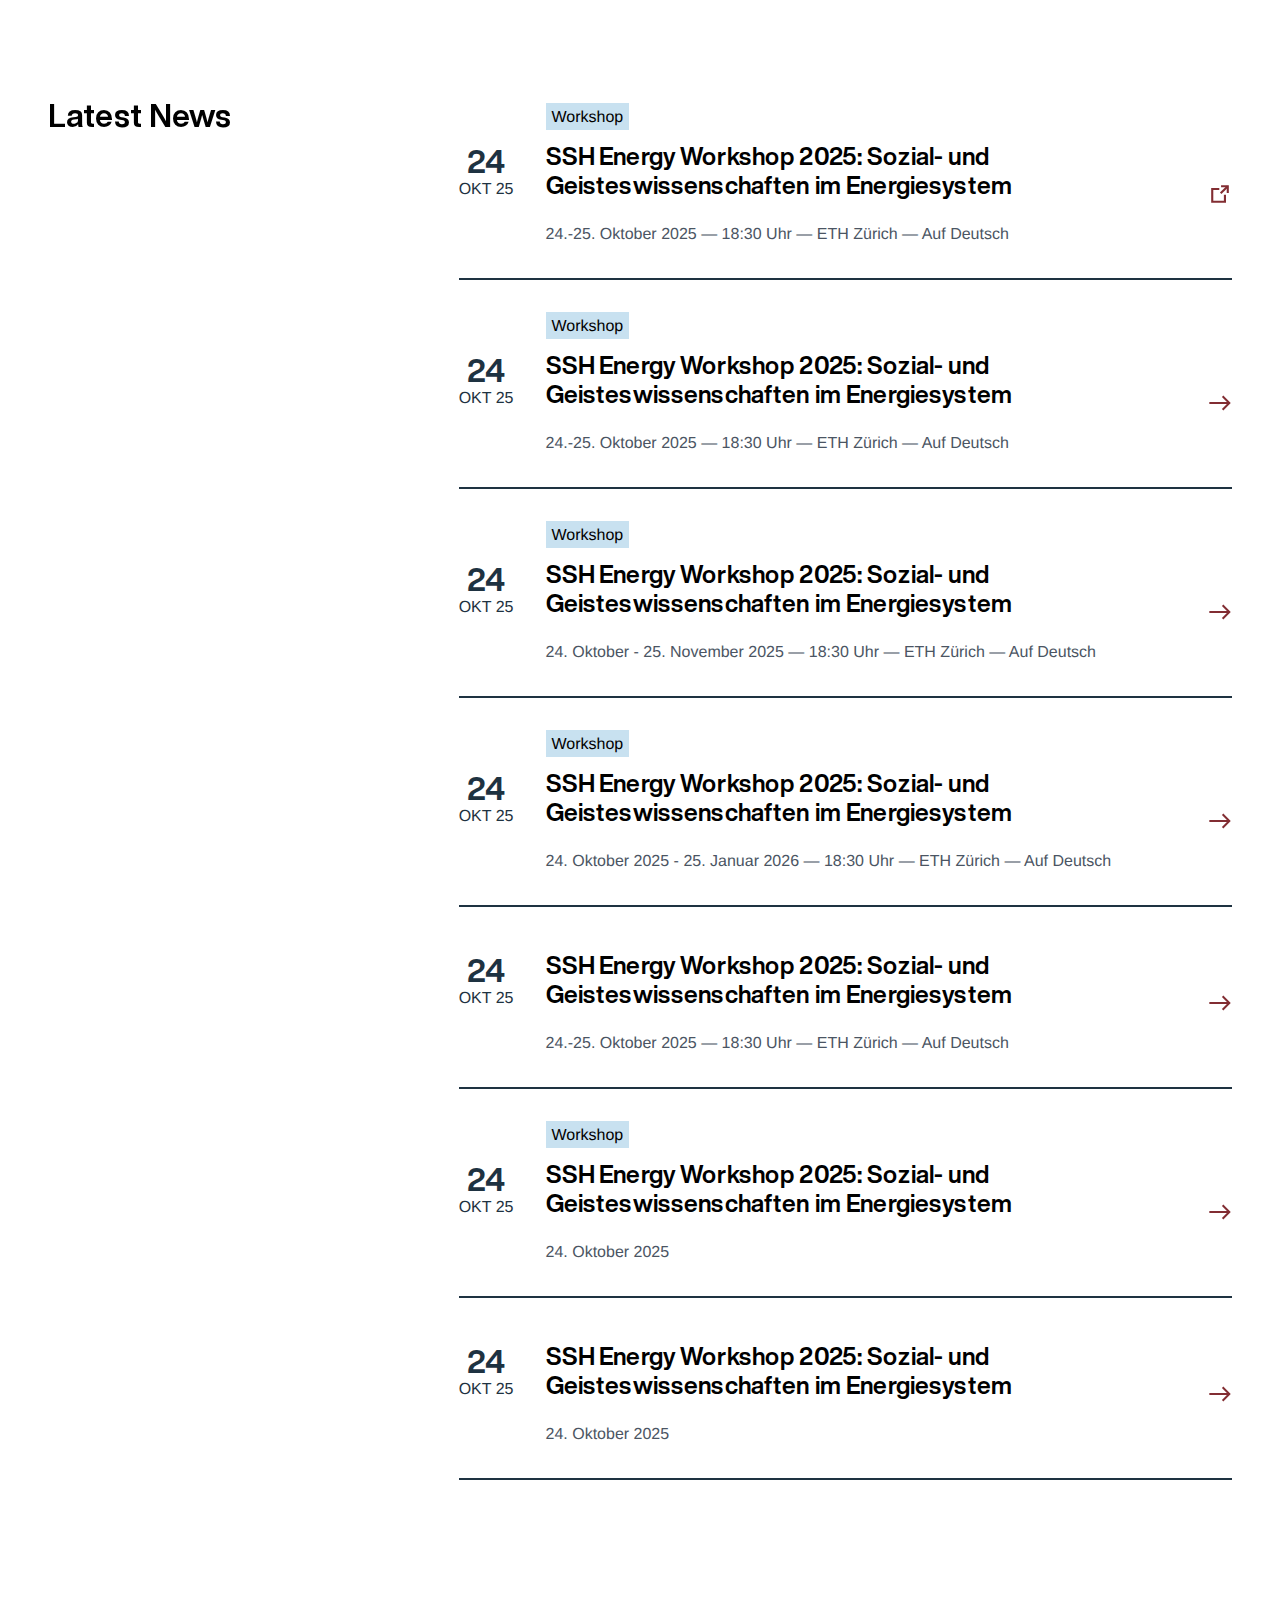 Latest News
Workshop
24
OKT 25
SSH Energy Workshop 2025: Sozial- und
Geisteswissenschaften im Energiesystem
24.-25. Oktober 2025 — 18:30 Uhr — ETH Zürich — Auf Deutsch
Workshop
24
OKT 25
SSH Energy Workshop 2025: Sozial- und
Geisteswissenschaften im Energiesystem
24.-25. Oktober 2025 — 18:30 Uhr — ETH Zürich — Auf Deutsch
Workshop
24
OKT 25
SSH Energy Workshop 2025: Sozial- und
Geisteswissenschaften im Energiesystem
24. Oktober - 25. November 2025 — 18:30 Uhr — ETH Zürich — Auf Deutsch
Workshop
24
OKT 25
SSH Energy Workshop 2025: Sozial- und
Geisteswissenschaften im Energiesystem
24. Oktober 2025 - 25. Januar 2026 — 18:30 Uhr — ETH Zürich — Auf Deutsch
24
OKT 25
SSH Energy Workshop 2025: Sozial- und
Geisteswissenschaften im Energiesystem
24.-25. Oktober 2025 — 18:30 Uhr — ETH Zürich — Auf Deutsch
Workshop
24
OKT 25
SSH Energy Workshop 2025: Sozial- und
Geisteswissenschaften im Energiesystem
24. Oktober 2025
24
OKT 25
SSH Energy Workshop 2025: Sozial- und
Geisteswissenschaften im Energiesystem
24. Oktober 2025